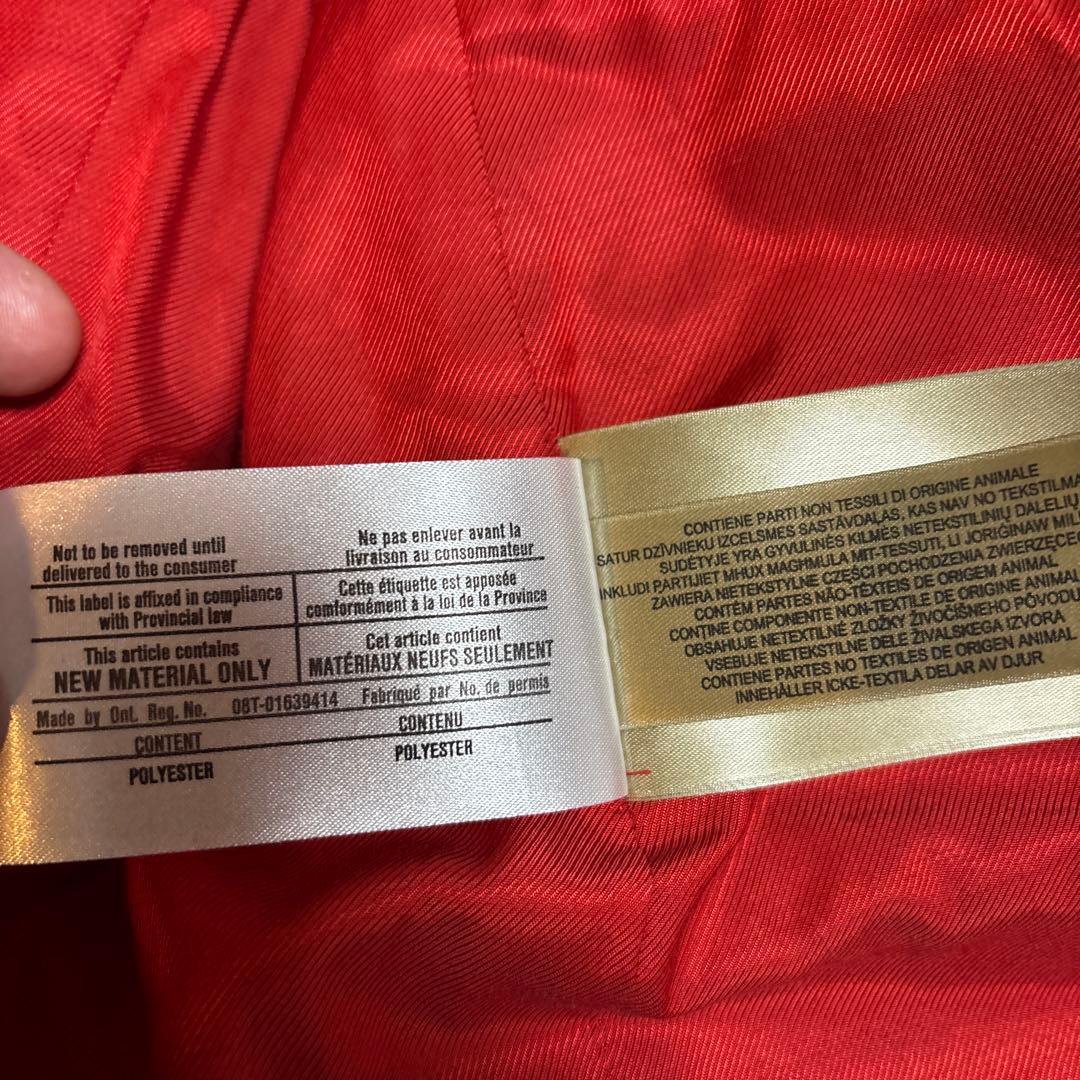 Not to be removed until
delivered to the consumer
Ne pas enlever avant la
livraison au consommateur
This label is affixed in compliance
with Provincial law
Cette étiquette est apposée
conformément à la loi de la Province
This article contains
NEW MATERIAL ONLY
Cet article contient
MATÉRIAUX NEUFS SEULEMENT
Made by Ont. Reg. No. 08T-01639414 Fabriqué par No. de permis
CONTENT
CONTENU
POLYESTER
POLYESTER
CONTIENE PARTI NON TESSILI DI ORIGINE ANIMALE
SATUR DZĪVNIEKU IZCELSMES SASTĀVDAĻAS, KAS NAV NO TEKSTILMA
SUDĖTYJE YRA GYVULINĖS KILMĖS NETEKSTILINIŲ DALELIŲ
INKLUDI PARTIJIET MHUX MAGHMULA MIT-TESSUTI, LI JORIĠINAW MILL
ZAWIERA NIETEKSTYLNE CZĘŚCI POCHODZENIA ZWIERZĘCEG
CONTÉM PARTES NÃO-TÊXTEIS DE ORIGEM ANIMAL
CONȚINE COMPONENTE NON-TEXTILE DE ORIGINE ANIMAL
OBSAHUJE NETEXTILNÉ ZLOŽKY ŽIVOČÍŠNEHO PÔVODU
VSEBUJE NETEKSTILNE DELE ŽIVALSKEGA IZVORA
CONTIENE PARTES NO TEXTILES DE ORIGEN ANIMAL
INNEHÅLLER ICKE-TEXTILA DELAR AV DJUR